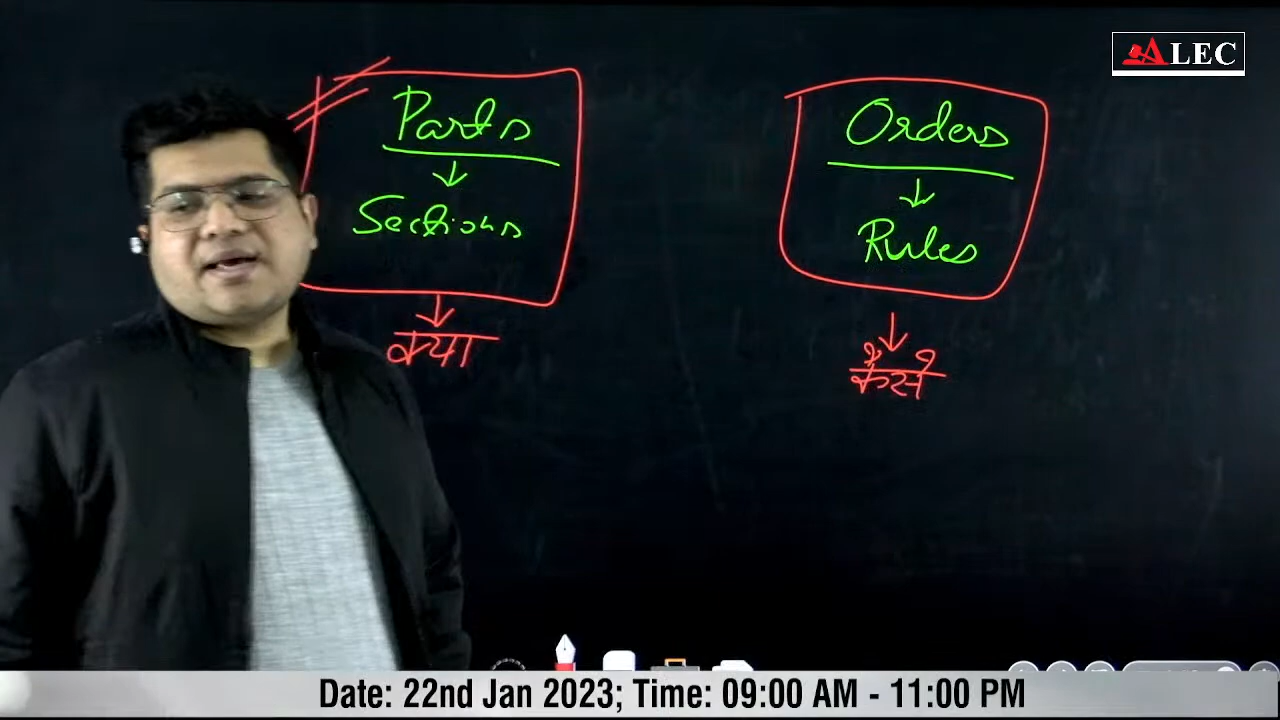 ALEC
Parts
Sections
क्या
Orders
Rules
कैसे
Date: 22nd Jan 2023; Time: 09:00 AM - 11:00 PM